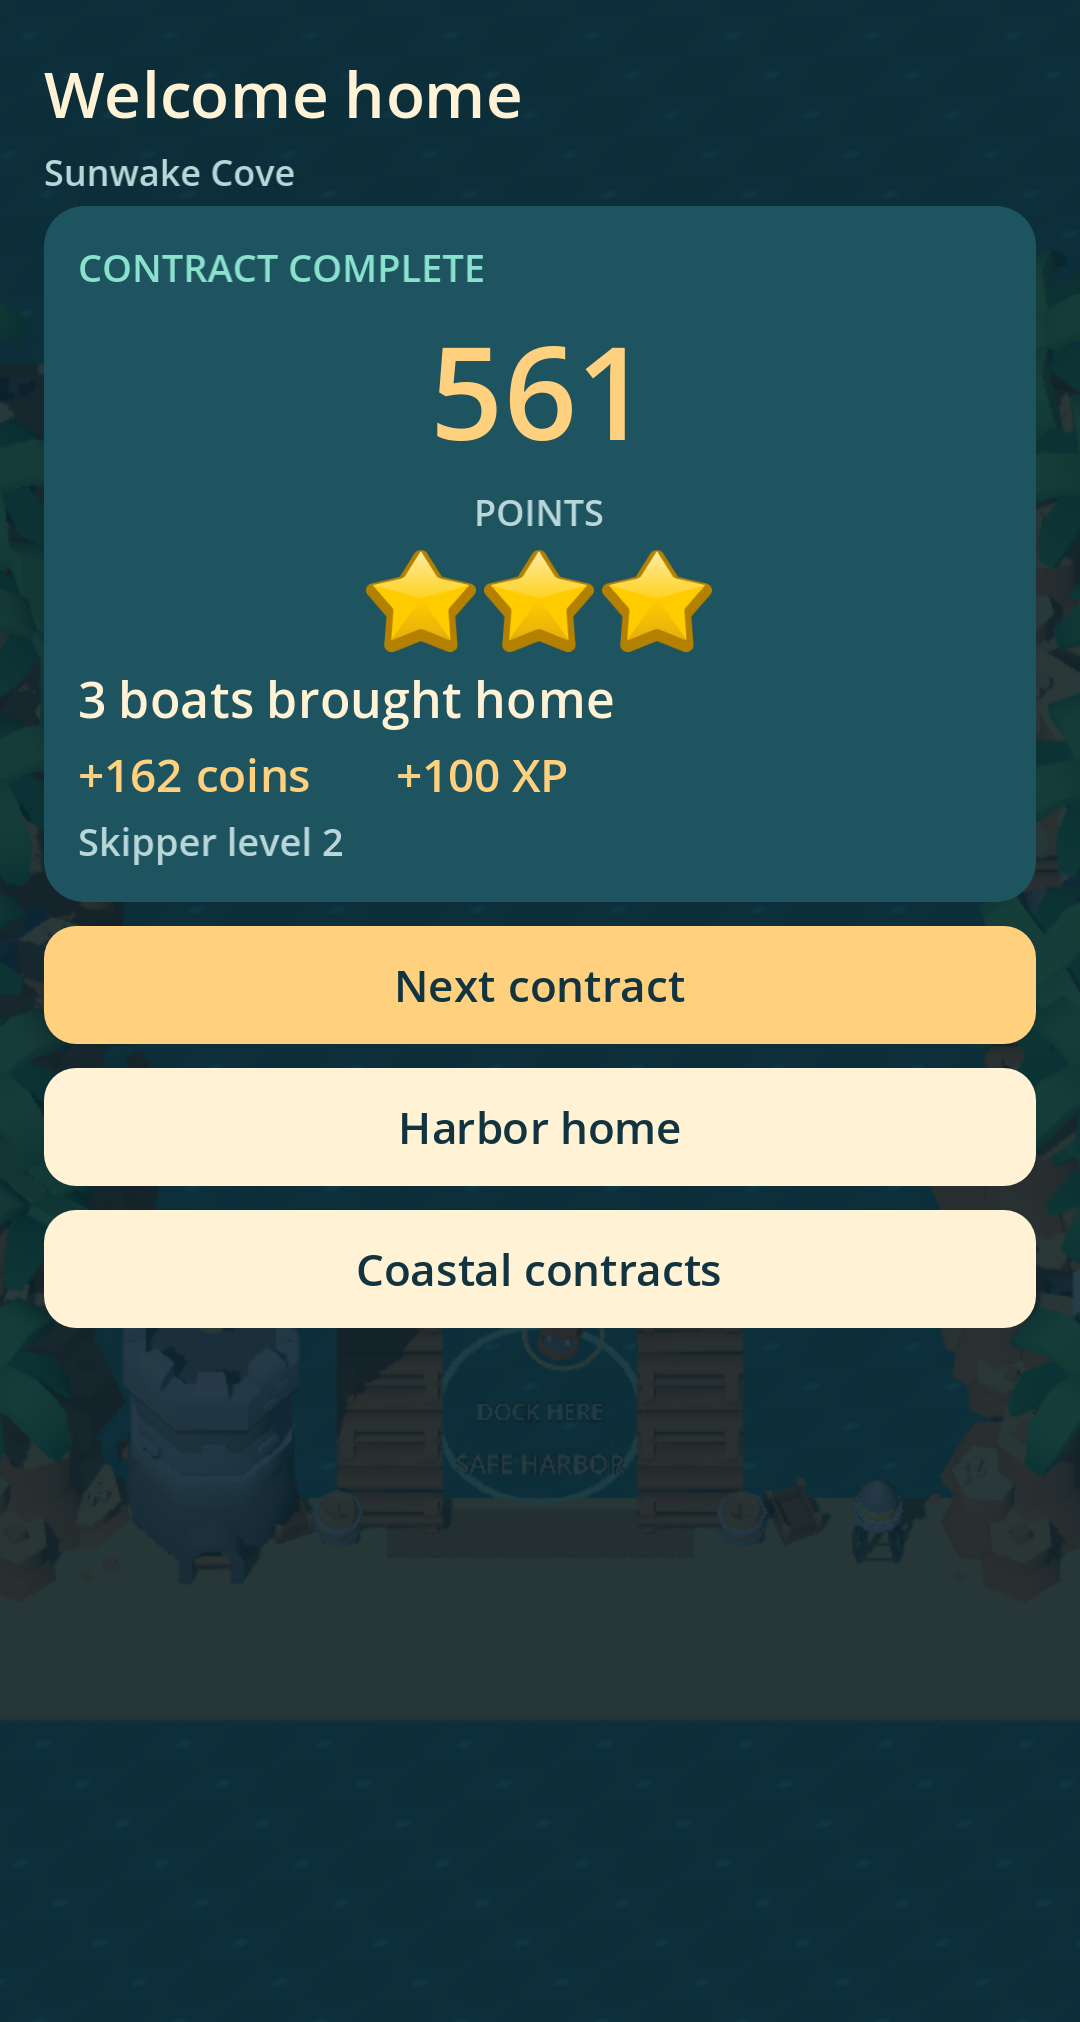 Welcome home
Sunwake Cove
CONTRACT COMPLETE
561
POINTS
3 boats brought home
+162 coins +100 XP
Skipper level 2
Next contract
Harbor home
Coastal contracts
DOCK HERE
SAFE HARBOR